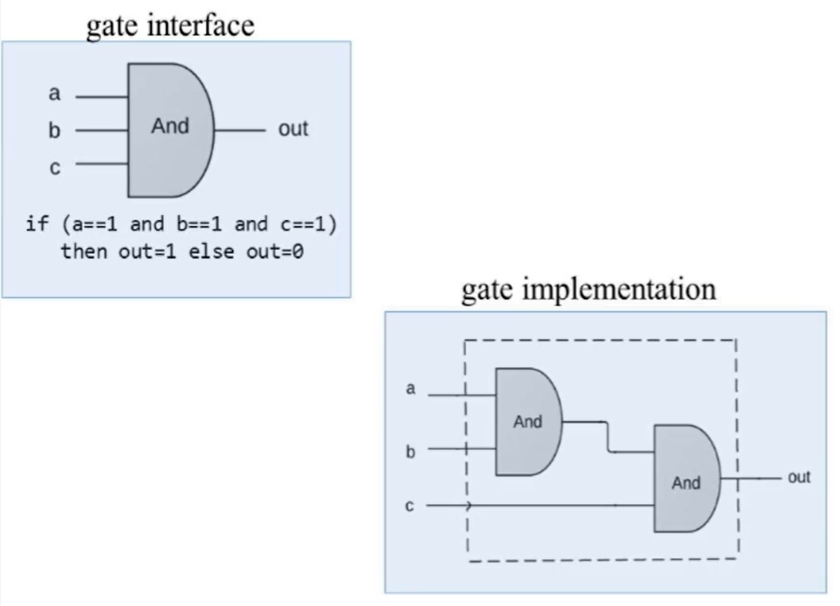 gate interface
a
And
b
out
c
if (a==1 and b==1 and c==1)
then out=1 else out=0
gate implementation
a
And
b
And
out
c